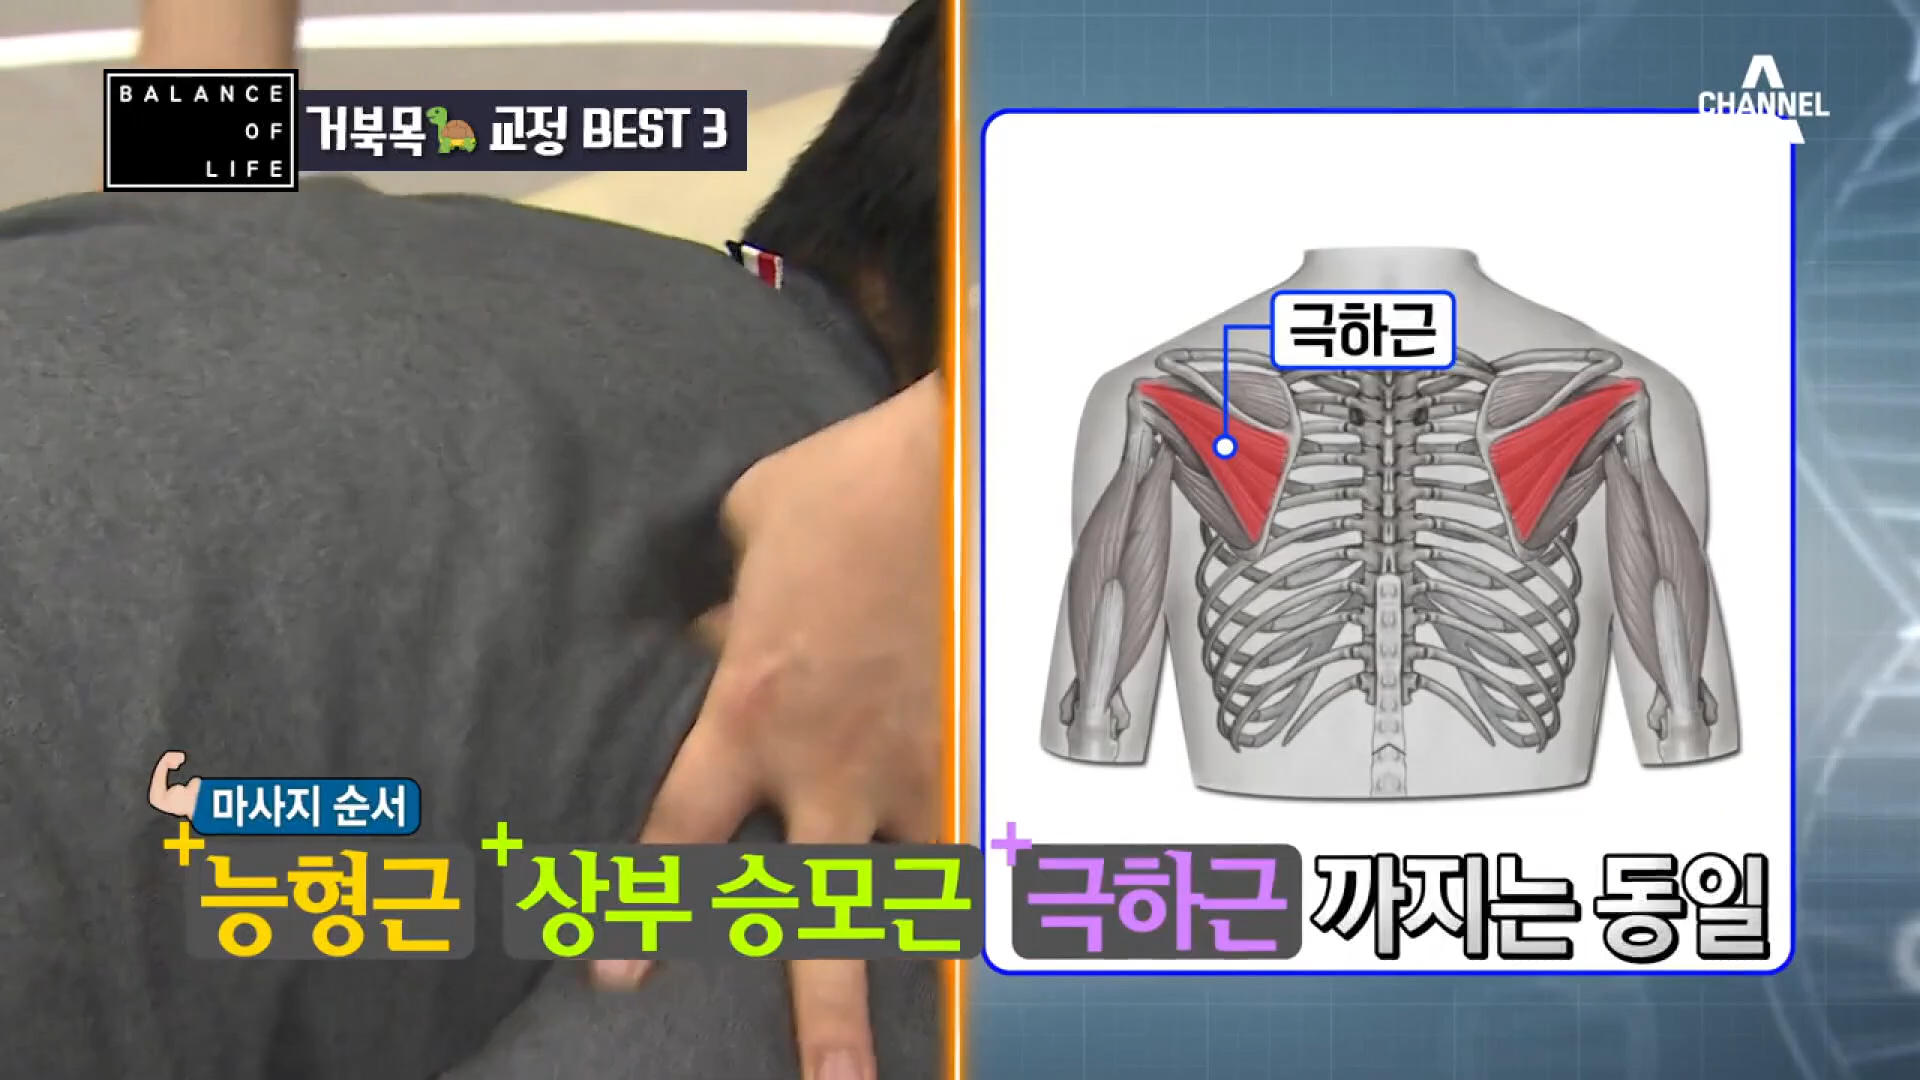 BALANCE
OF
LIFE
거북목 교정 BEST 3
CHANNEL A
극하근
마사지 순서
+능형근 +상부 승모근 +극하근 까지는 동일